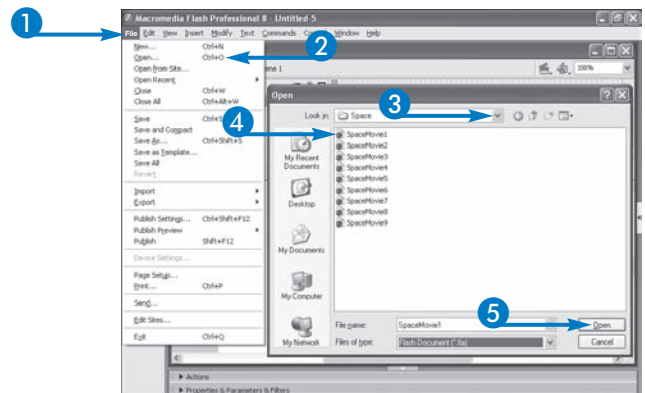 1
Macromedia Flash Professional 8 - Untitled-5
File Edit View Insert Modify Text Commands Control Window Help
2
New... Ctrl+N
Open... Ctrl+O
Open from Site...
Open Recent
Close Ctrl+W
Close All Ctrl+Alt+W
Save Ctrl+S
Save and Compact
Save As... Ctrl+Shift+S
Save as Template...
Save All
Revert
Import
Export
Publish Settings... Ctrl+Shift+F12
Publish Preview
Publish Shift+F12
Device Settings...
Page Setup...
Print... Ctrl+P
Send...
Edit Sites...
Exit Ctrl+Q
100%
Open
Look in: Space
3
4
SpaceMovie1
SpaceMovie2
SpaceMovie3
SpaceMovie4
SpaceMovie5
SpaceMovie6
SpaceMovie7
SpaceMovie8
SpaceMovie9
My Recent
Documents
Desktop
My Documents
My Computer
My Network
File name: SpaceMovie1
5
Open
Files of type: Flash Document (*.fla)
Cancel
Actions
Properties & Parameters & Filters